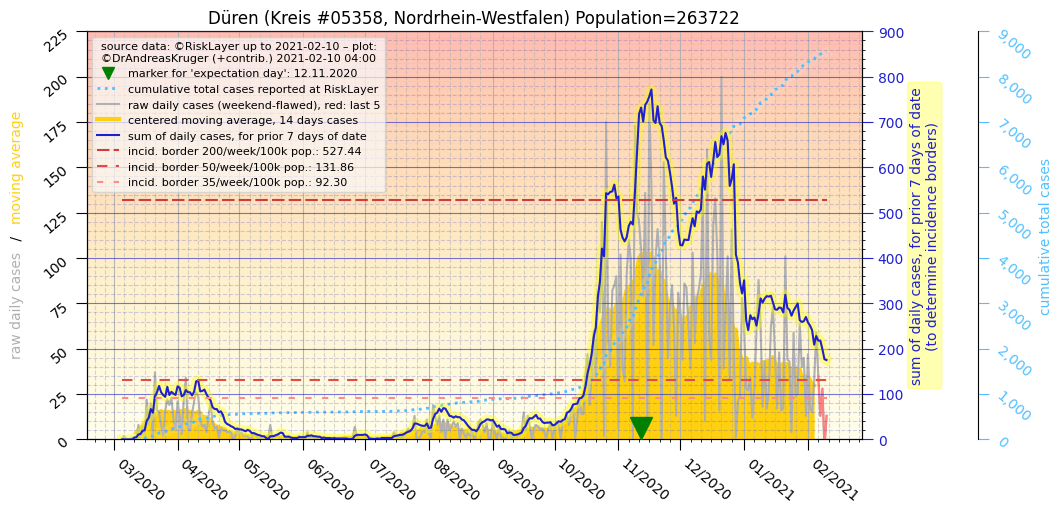 Düren (Kreis #05358, Nordrhein-Westfalen) Population=263722
source data: ©RiskLayer up to 2021-02-10 – plot:
©DrAndreasKruger (+contrib.) 2021-02-10 04:00
marker for 'expectation day': 12.11.2020
cumulative total cases reported at RiskLayer
raw daily cases (weekend-flawed), red: last 5
centered moving average, 14 days cases
sum of daily cases, for prior 7 days of date
incid. border 200/week/100k pop.: 527.44
incid. border 50/week/100k pop.: 131.86
incid. border 35/week/100k pop.: 92.30
raw daily cases / moving average
225
200
175
150
125
100
75
50
25
0
03/2020
04/2020
05/2020
06/2020
07/2020
08/2020
09/2020
10/2020
11/2020
12/2020
01/2021
02/2021
900
800
700
600
500
400
300
200
100
0
sum of daily cases, for prior 7 days of date
(to determine incidence borders)
9,000
8,000
7,000
6,000
5,000
4,000
3,000
2,000
1,000
0
cumulative total cases